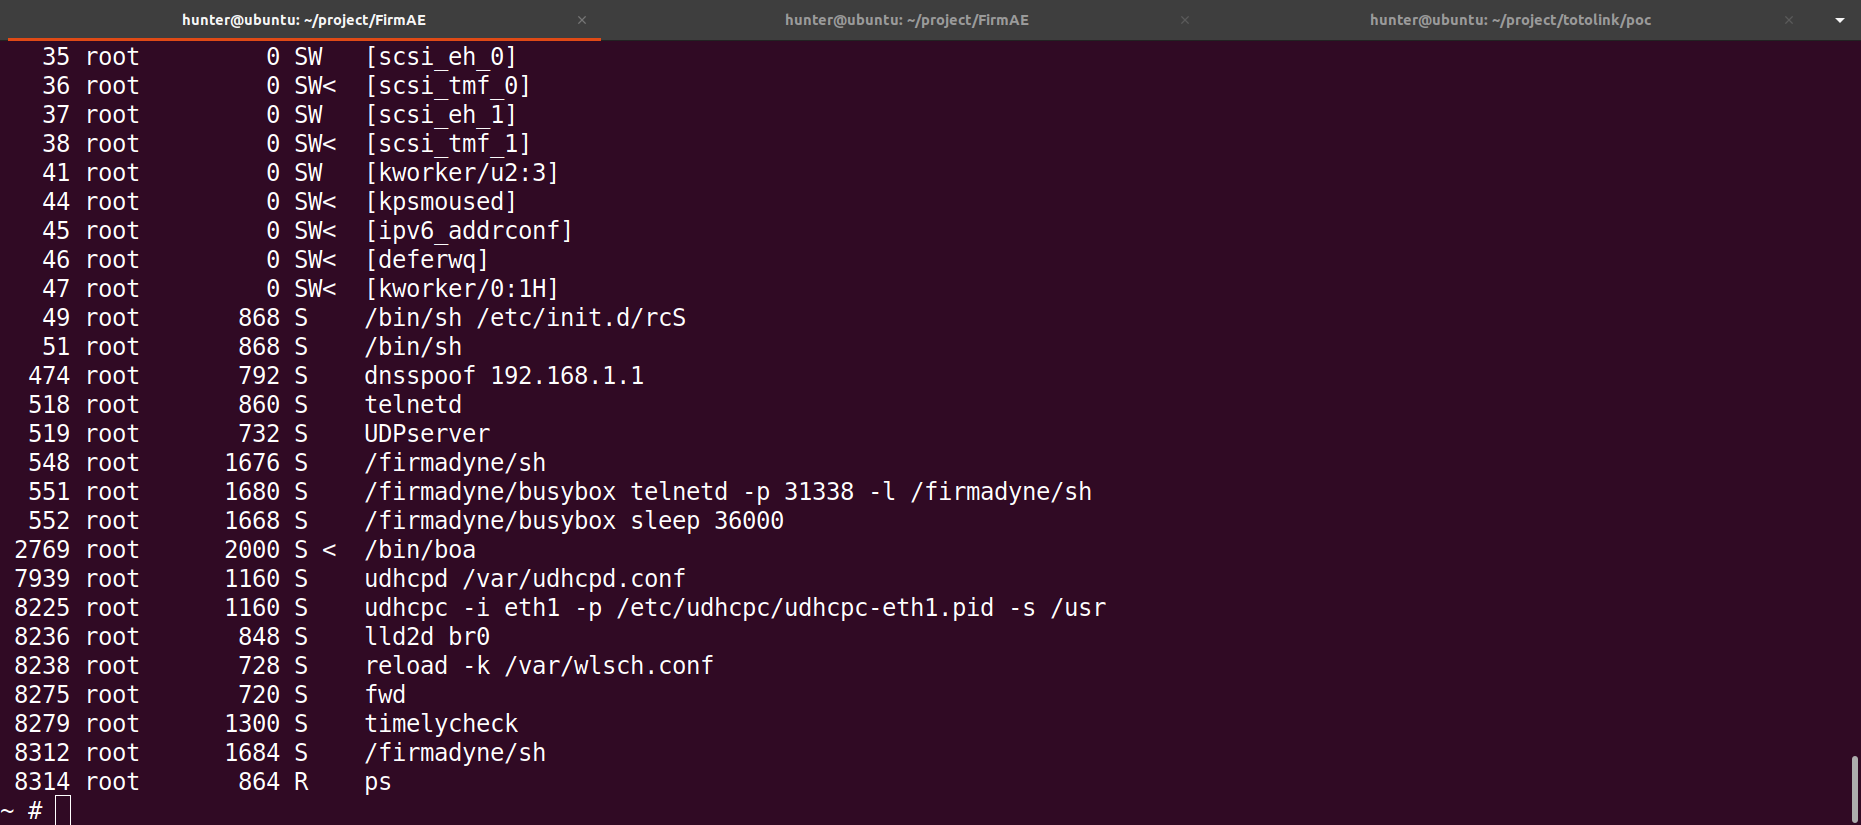 hunter@ubuntu: ~/project/FirmAE × hunter@ubuntu: ~/project/FirmAE × hunter@ubuntu: ~/project/totolink/poc ×
35 root 0 SW [scsi_eh_0]
36 root 0 SW< [scsi_tmf_0]
37 root 0 SW [scsi_eh_1]
38 root 0 SW< [scsi_tmf_1]
41 root 0 SW [kworker/u2:3]
44 root 0 SW< [kpsmoused]
45 root 0 SW< [ipv6_addrconf]
46 root 0 SW< [deferwq]
47 root 0 SW< [kworker/0:1H]
49 root 868 S /bin/sh /etc/init.d/rcS
51 root 868 S /bin/sh
474 root 792 S dnsspoof 192.168.1.1
518 root 860 S telnetd
519 root 732 S UDPserver
548 root 1676 S /firmadyne/sh
551 root 1680 S /firmadyne/busybox telnetd -p 31338 -l /firmadyne/sh
552 root 1668 S /firmadyne/busybox sleep 36000
2769 root 2000 S < /bin/boa
7939 root 1160 S udhcpd /var/udhcpd.conf
8225 root 1160 S udhcpc -i eth1 -p /etc/udhcpc/udhcpc-eth1.pid -s /usr
8236 root 848 S lld2d br0
8238 root 728 S reload -k /var/wlsch.conf
8275 root 720 S fwd
8279 root 1300 S timelycheck
8312 root 1684 S /firmadyne/sh
8314 root 864 R ps
~ #